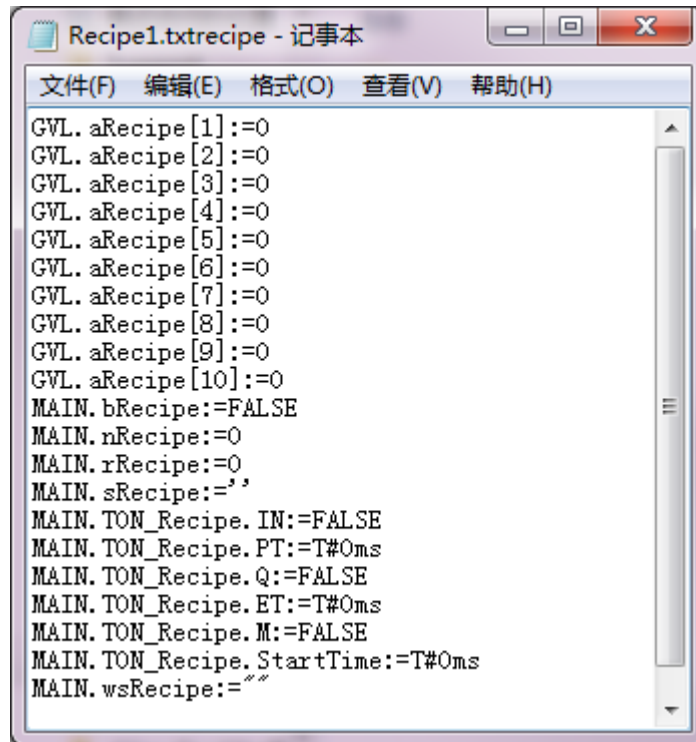 Recipe1.txtrecipe - 记事本
文件(F) 编辑(E) 格式(O) 查看(V) 帮助(H)
GVL.aRecipe[1]:=0
GVL.aRecipe[2]:=0
GVL.aRecipe[3]:=0
GVL.aRecipe[4]:=0
GVL.aRecipe[5]:=0
GVL.aRecipe[6]:=0
GVL.aRecipe[7]:=0
GVL.aRecipe[8]:=0
GVL.aRecipe[9]:=0
GVL.aRecipe[10]:=0
MAIN.bRecipe:=FALSE
MAIN.nRecipe:=0
MAIN.rRecipe:=0
MAIN.sRecipe:=''
MAIN.TON_Recipe.IN:=FALSE
MAIN.TON_Recipe.PT:=T#0ms
MAIN.TON_Recipe.Q:=FALSE
MAIN.TON_Recipe.ET:=T#0ms
MAIN.TON_Recipe.M:=FALSE
MAIN.TON_Recipe.StartTime:=T#0ms
MAIN.wsRecipe:=""